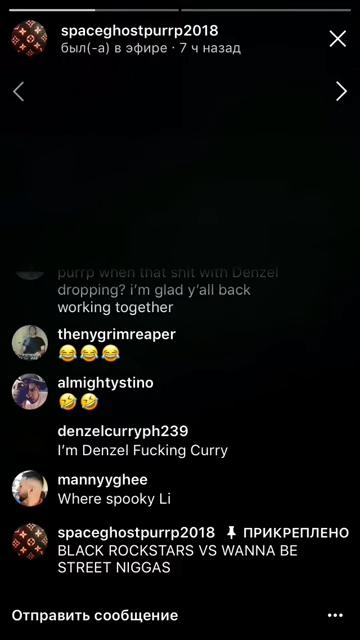 spaceghostpurrp2018
был(-а) в эфире · 7 ч назад
purrp when that shit with Denzel
dropping? i'm glad y'all back
working together
thenygrimreaper
😂😂😂
almightystino
🤣🤣
denzelcurryph239
I'm Denzel Fucking Curry
mannyyghee
Where spooky Li
spaceghostpurrp2018 ПРИКРЕПЛЕНО
BLACK ROCKSTARS VS WANNA BE
STREET NIGGAS
Отправить сообщение